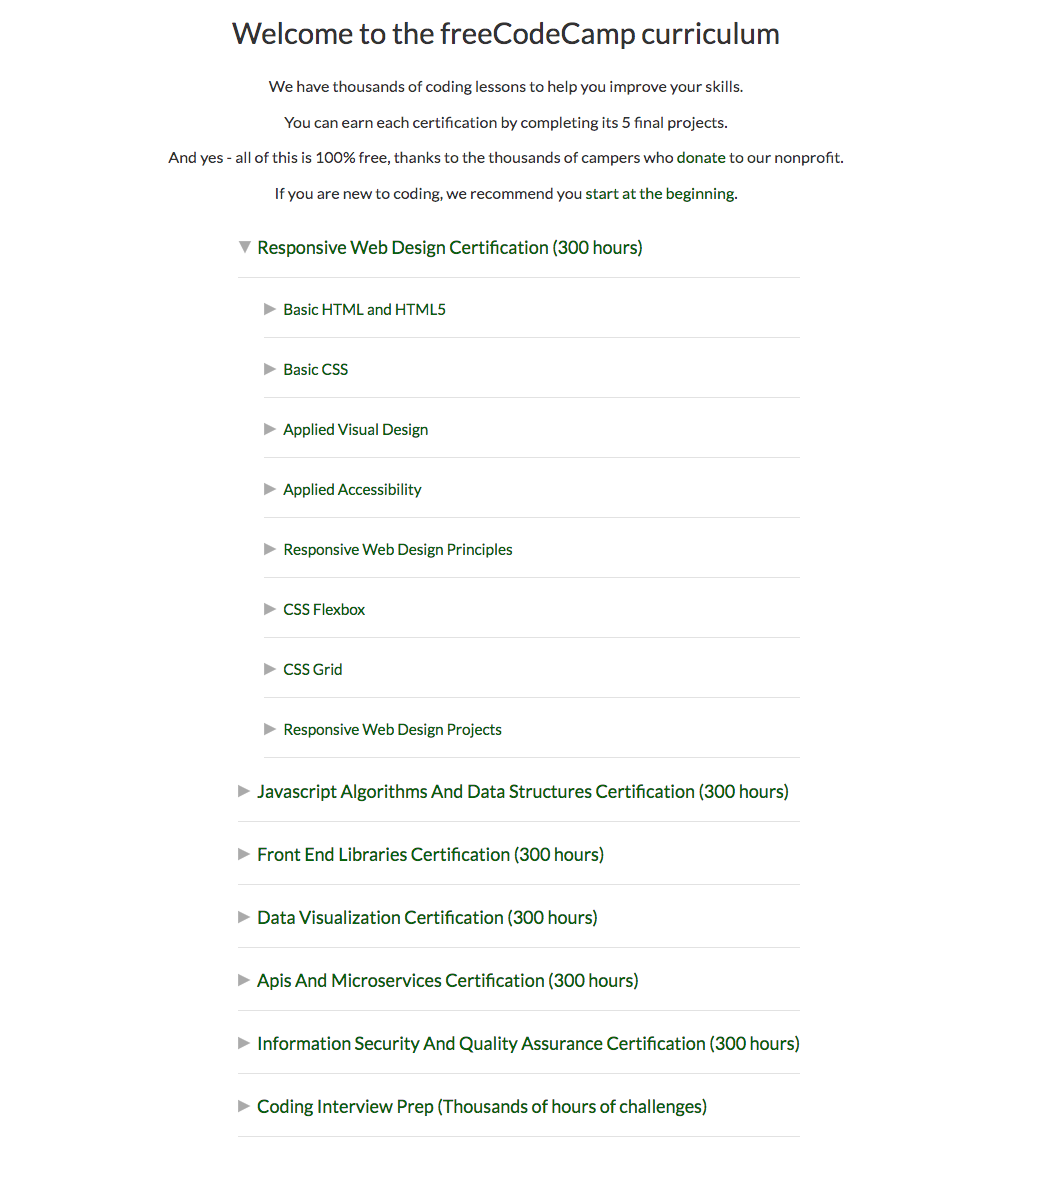 Welcome to the freeCodeCamp curriculum
We have thousands of coding lessons to help you improve your skills.
You can earn each certification by completing its 5 final projects.
And yes - all of this is 100% free, thanks to the thousands of campers who donate to our nonprofit.
If you are new to coding, we recommend you start at the beginning.
Responsive Web Design Certification (300 hours)
Basic HTML and HTML5
Basic CSS
Applied Visual Design
Applied Accessibility
Responsive Web Design Principles
CSS Flexbox
CSS Grid
Responsive Web Design Projects
Javascript Algorithms And Data Structures Certification (300 hours)
Front End Libraries Certification (300 hours)
Data Visualization Certification (300 hours)
Apis And Microservices Certification (300 hours)
Information Security And Quality Assurance Certification (300 hours)
Coding Interview Prep (Thousands of hours of challenges)